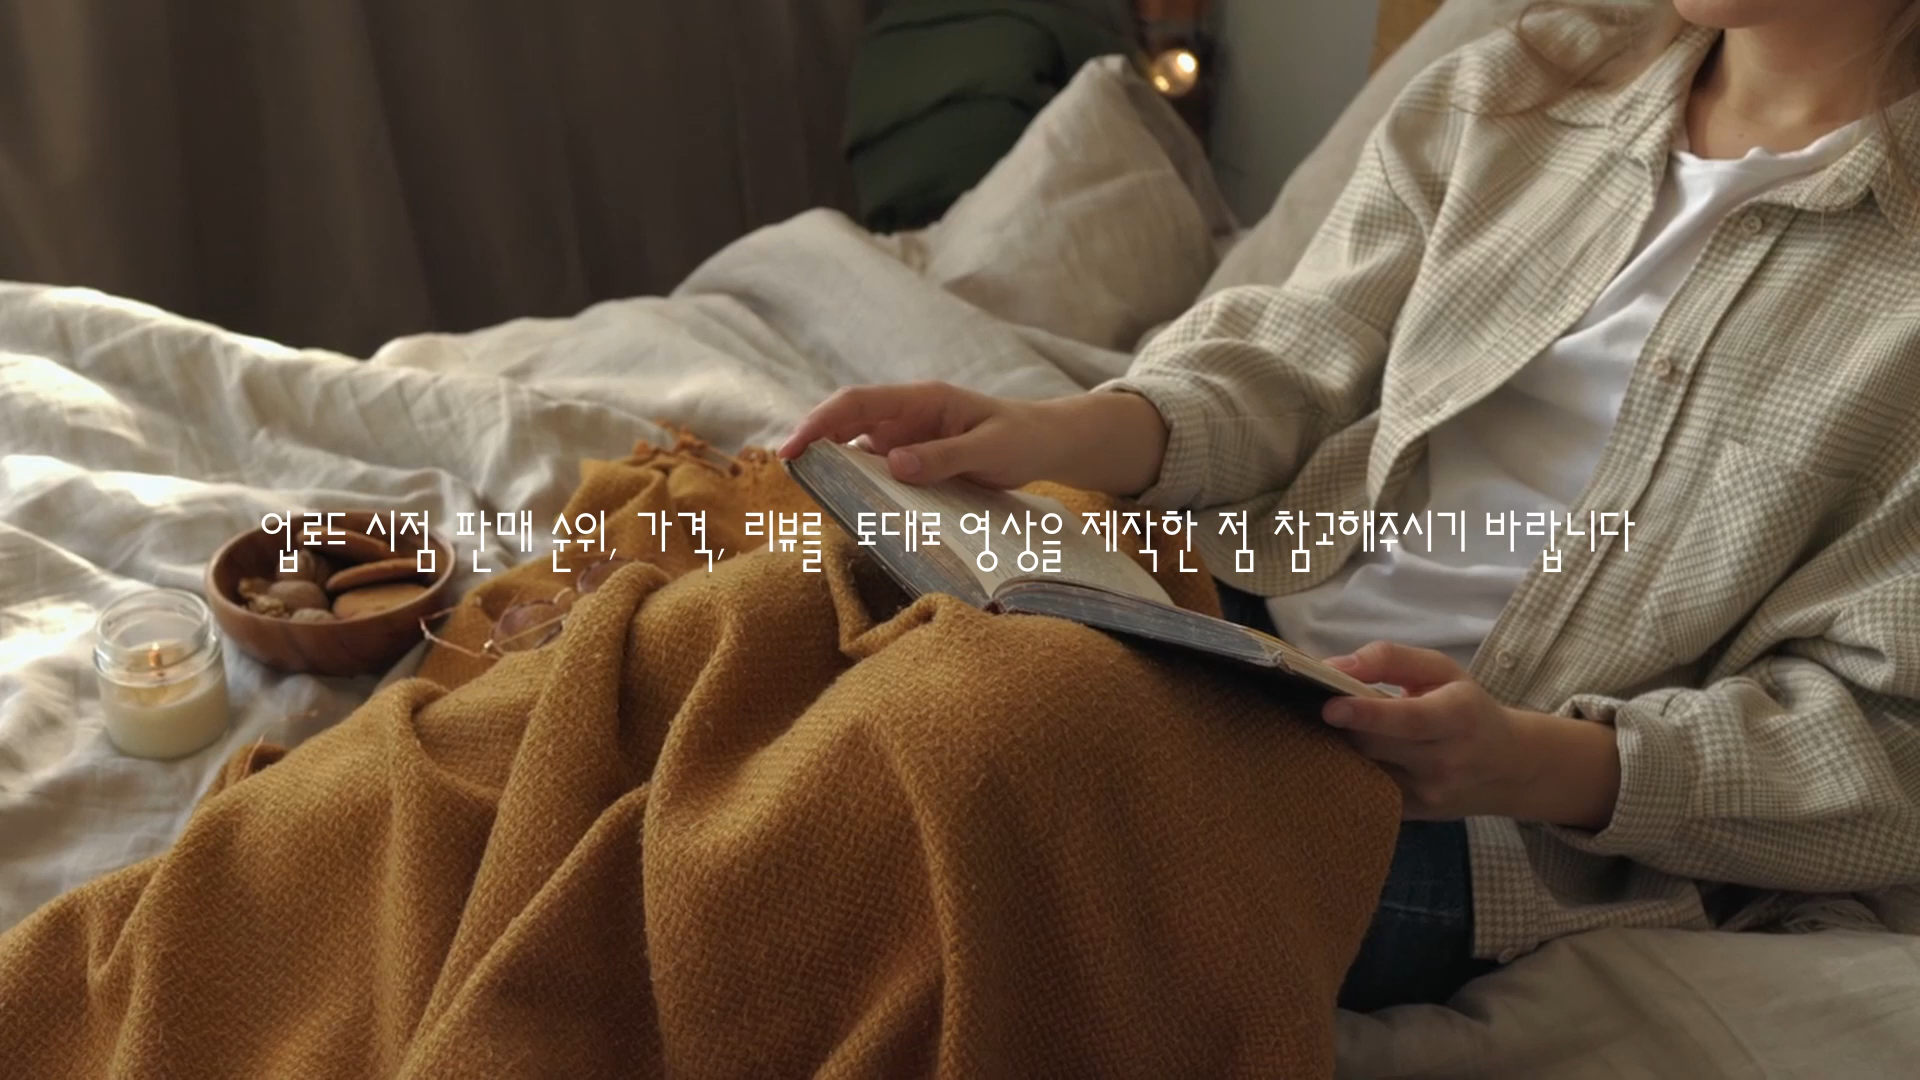 업로드 시점 판매 순위, 가격, 리뷰를 토대로 영상을 제작한 점 참고해주시기 바랍니다